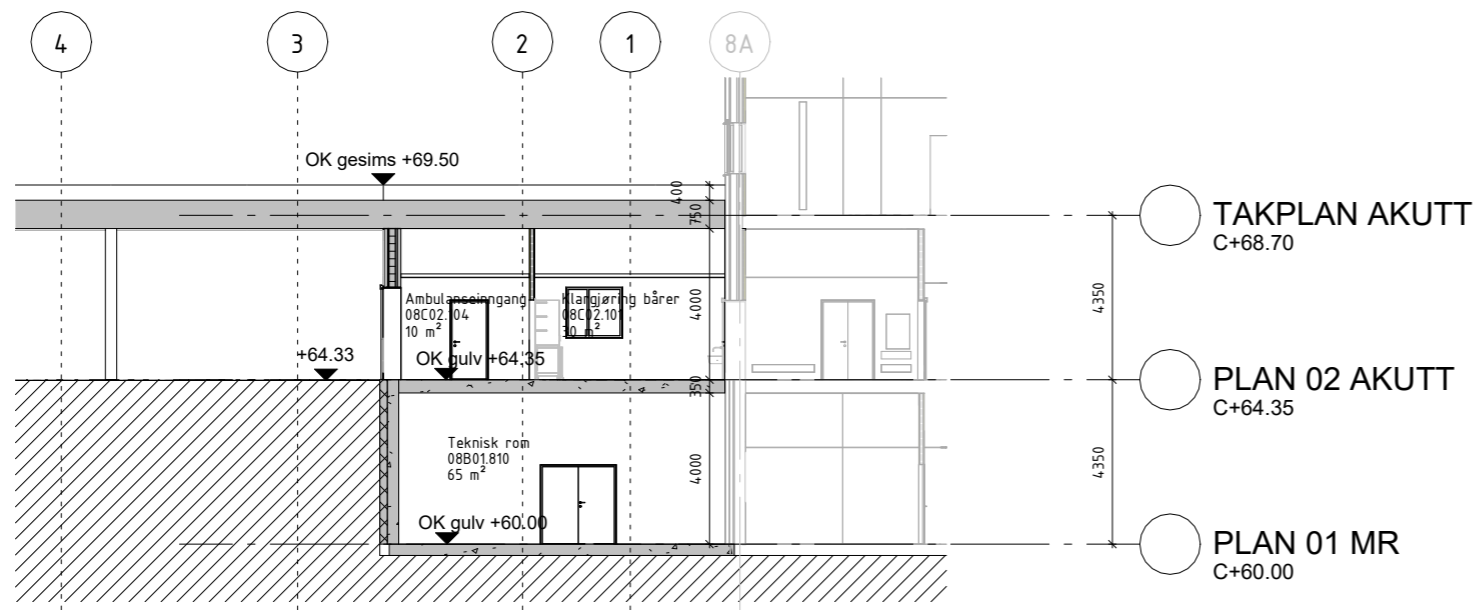 4
3
2
1
8A
OK gesims +69.50
400
750
TAKPLAN AKUTT
C+68.70
4350
Ambulanseinngang
08C02.104
10 m²
Klargjøring bårer
08C02.101
30 m²
4000
+64.33
OK gulv +64.35
350
PLAN 02 AKUTT
C+64.35
Teknisk rom
08B01.810
65 m²
4000
4350
OK gulv +60.00
PLAN 01 MR
C+60.00